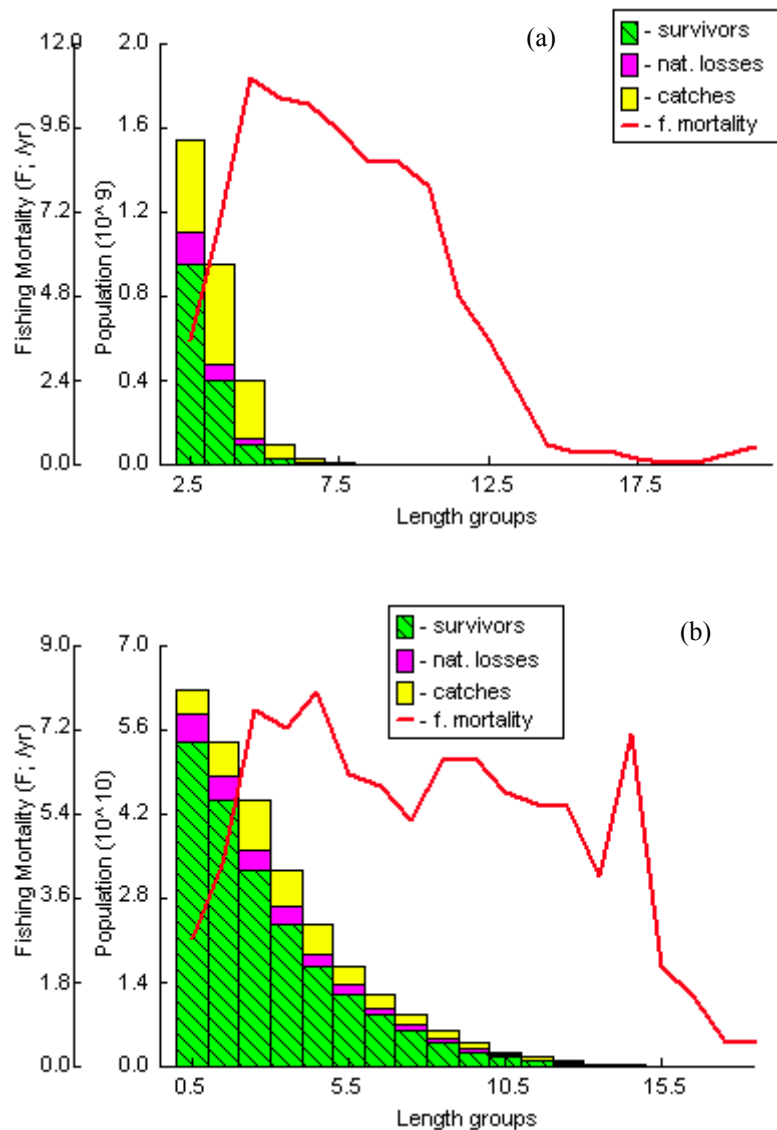 (a)
- survivors
- nat. losses
- catches
- f. mortality
Fishing Mortality (F; /yr)
12.0
9.6
7.2
4.8
2.4
0.0
Population (10^9)
2.0
1.6
1.2
0.8
0.4
0.0
2.5 7.5 12.5 17.5
Length groups
(b)
- survivors
- nat. losses
- catches
- f. mortality
Fishing Mortality (F; /yr)
9.0
7.2
5.4
3.6
1.8
0.0
Population (10^10)
7.0
5.6
4.2
2.8
1.4
0.0
0.5 5.5 10.5 15.5
Length groups